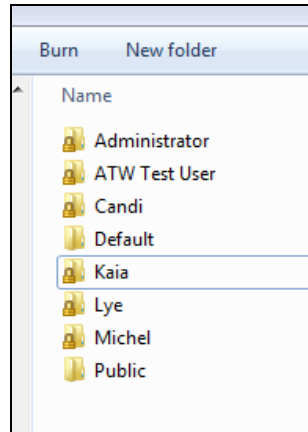 Burn New folder
Name
Administrator
ATW Test User
Candi
Default
Kaia
Lye
Michel
Public